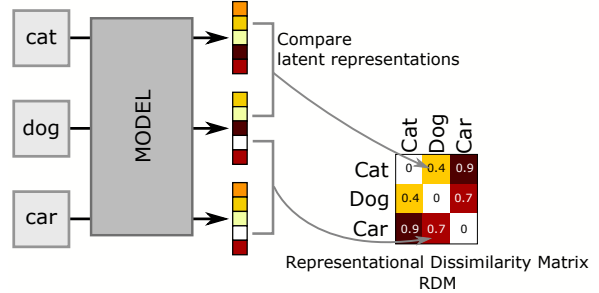 cat
dog
car
MODEL
Compare
latent representations
Cat Dog Car
Cat 0 0.4 0.9
Dog 0.4 0 0.7
Car 0.9 0.7 0
Representational Dissimilarity Matrix
RDM